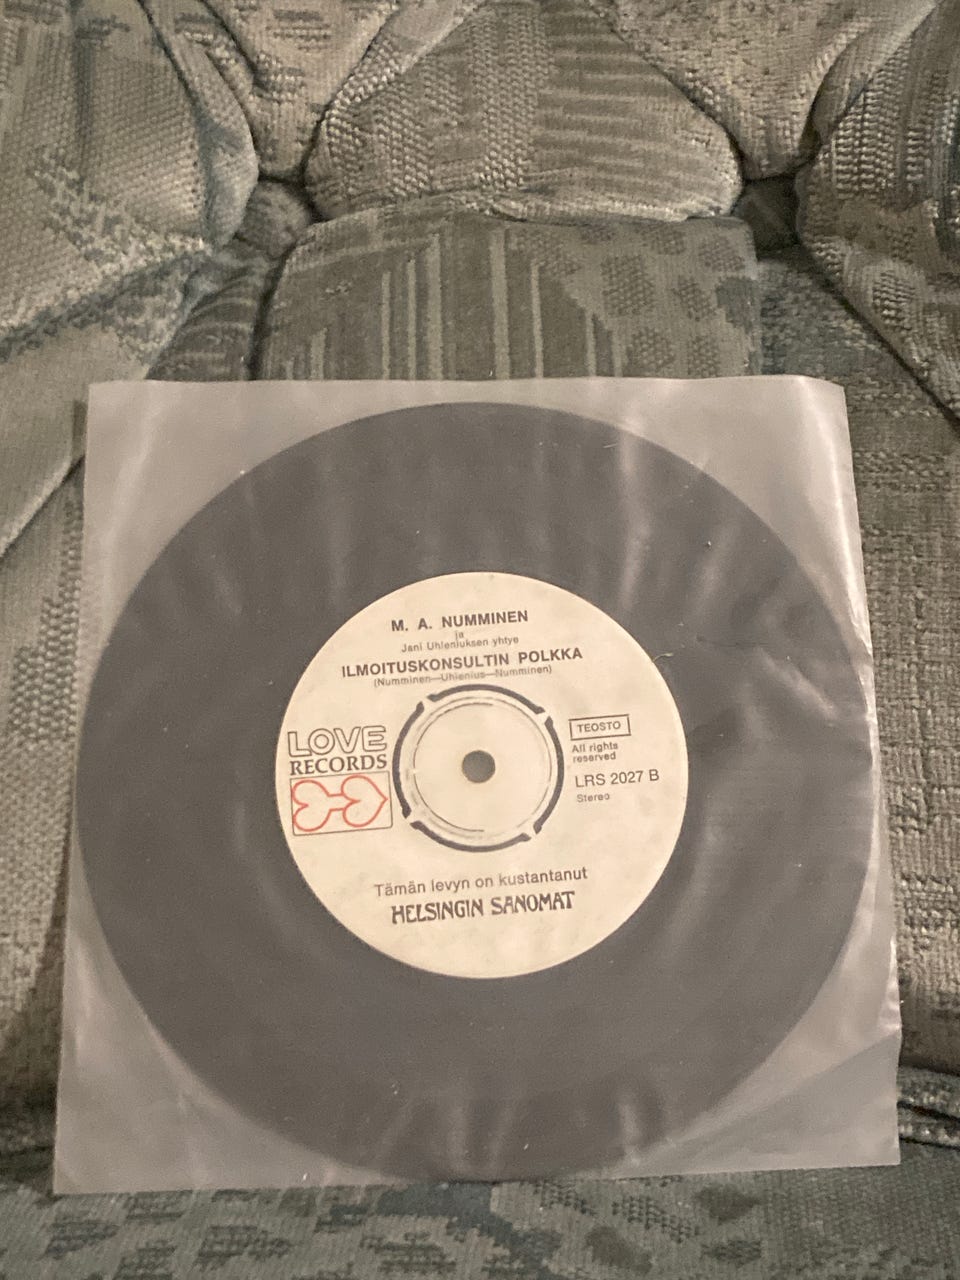 M. A. NUMMINEN
ja
Jani Uhleniuksen yhtye
ILMOITUSKONSULTIN POLKKA
(Numminen—Uhlenius—Numminen)
LOVE
RECORDS
TEOSTO
All rights
reserved
LRS 2027 B
Stereo
Tämän levyn on kustantanut
HELSINGIN SANOMAT